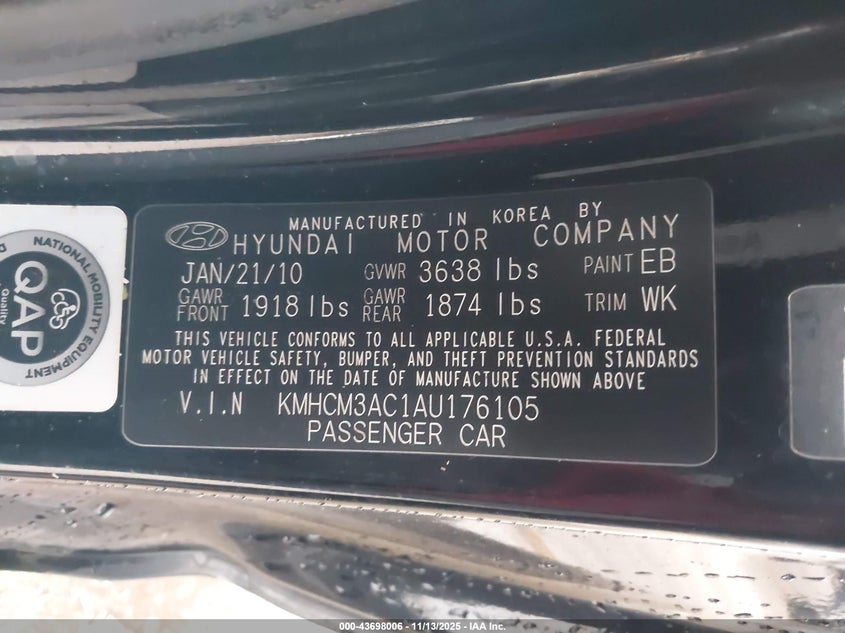 MANUFACTURED IN KOREA BY
HYUNDAI MOTOR COMPANY
JAN/21/10 GVWR 3638 lbs PAINT EB
GAWR FRONT 1918 lbs GAWR REAR 1874 lbs TRIM WK
THIS VEHICLE CONFORMS TO ALL APPLICABLE U.S.A. FEDERAL
MOTOR VEHICLE SAFETY, BUMPER, AND THEFT PREVENTION STANDARDS
IN EFFECT ON THE DATE OF MANUFACTURE SHOWN ABOVE
V.I.N KMHCM3AC1AU176105
PASSENGER CAR
NATIONAL MOBILITY EQUIPMENT
QAP
Quality
000-43698006 - 11/13/2025 - IAA Inc.